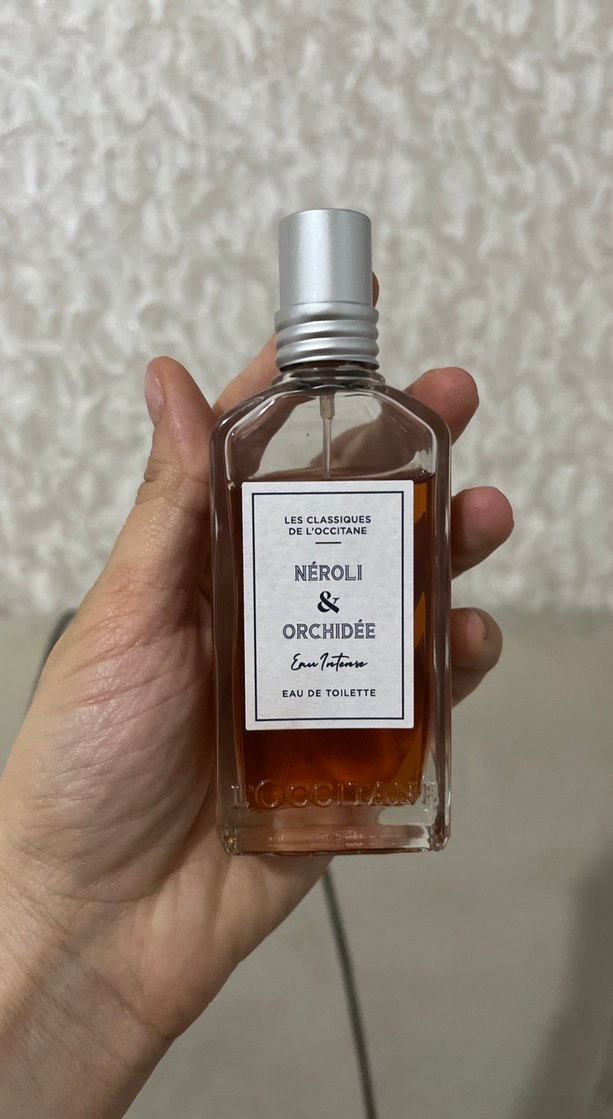 LES CLASSIQUES
DE L'OCCITANE
NÉROLI
&
ORCHIDÉE
Eau Intense
EAU DE TOILETTE
L'OCCITANE